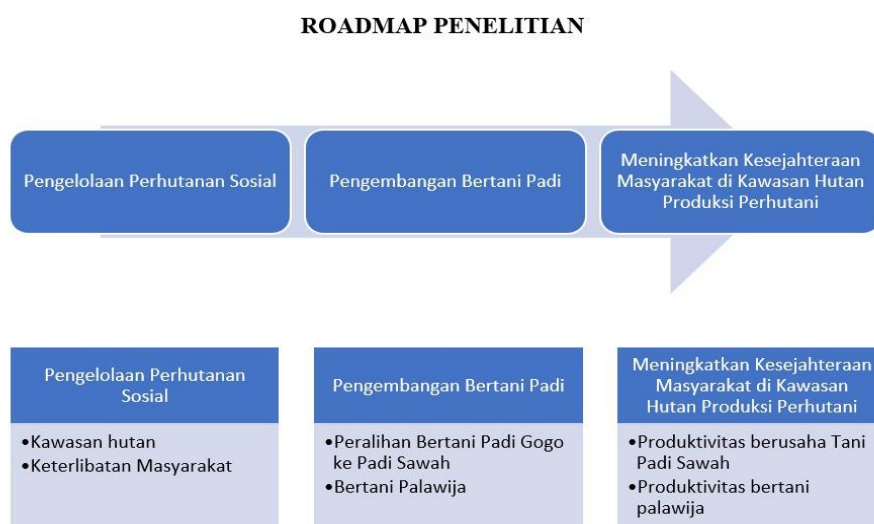 ROADMAP PENELITIAN
Pengelolaan Perhutanan Sosial
Pengembangan Bertani Padi
Meningkatkan Kesejahteraan
Masyarakat di Kawasan Hutan
Produksi Perhutani
Pengelolaan Perhutanan
Sosial
•Kawasan hutan
•Keterlibatan Masyarakat
Pengembangan Bertani Padi
•Peralihan Bertani Padi Gogo
ke Padi Sawah
•Bertani Palawija
Meningkatkan Kesejahteraan
Masyarakat di Kawasan
Hutan Produksi Perhutani
•Produktivitas berusaha Tani
Padi Sawah
•Produktivitas bertani
palawija